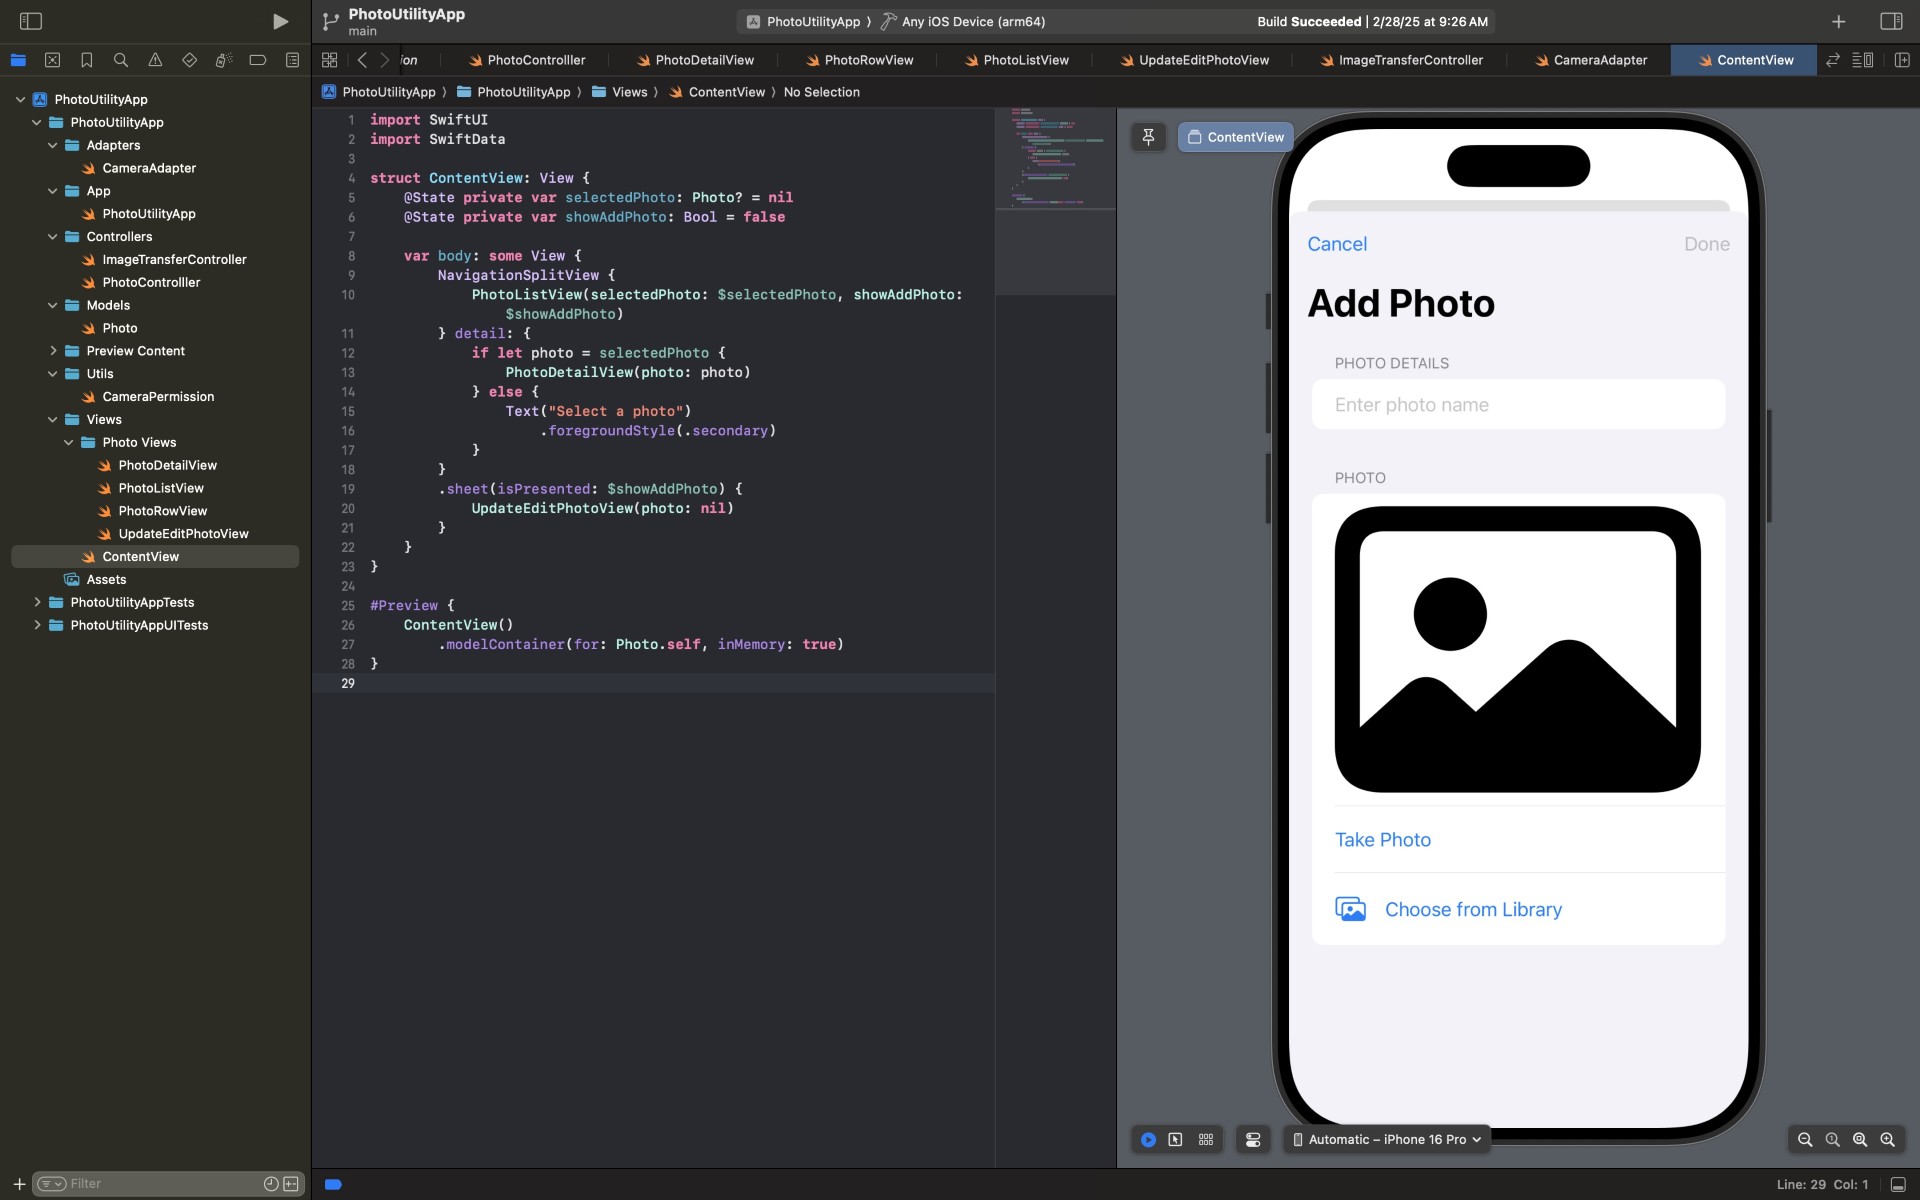 PhotoUtilityApp
main
PhotoUtilityApp ⟩ Any iOS Device (arm64)
Build Succeeded | 2/28/25 at 9:26 AM
ion
PhotoControlller
PhotoDetailView
PhotoRowView
PhotoListView
UpdateEditPhotoView
ImageTransferController
CameraAdapter
ContentView
PhotoUtilityApp ⟩ PhotoUtilityApp ⟩ Views ⟩ ContentView ⟩ No Selection
PhotoUtilityApp
PhotoUtilityApp
Adapters
CameraAdapter
App
PhotoUtilityApp
Controllers
ImageTransferController
PhotoControlller
Models
Photo
Preview Content
Utils
CameraPermission
Views
Photo Views
PhotoDetailView
PhotoListView
PhotoRowView
UpdateEditPhotoView
ContentView
Assets
PhotoUtilityAppTests
PhotoUtilityAppUITests
Filter
1 import SwiftUI
2 import SwiftData
3
4 struct ContentView: View {
5 @State private var selectedPhoto: Photo? = nil
6 @State private var showAddPhoto: Bool = false
7
8 var body: some View {
9 NavigationSplitView {
10 PhotoListView(selectedPhoto: $selectedPhoto, showAddPhoto:
$showAddPhoto)
11 } detail: {
12 if let photo = selectedPhoto {
13 PhotoDetailView(photo: photo)
14 } else {
15 Text("Select a photo")
16 .foregroundStyle(.secondary)
17 }
18 }
19 .sheet(isPresented: $showAddPhoto) {
20 UpdateEditPhotoView(photo: nil)
21 }
22 }
23 }
24
25 #Preview {
26 ContentView()
27 .modelContainer(for: Photo.self, inMemory: true)
28 }
29
ContentView
Cancel
Done
Add Photo
PHOTO DETAILS
Enter photo name
PHOTO
Take Photo
Choose from Library
Automatic – iPhone 16 Pro
Line: 29 Col: 1